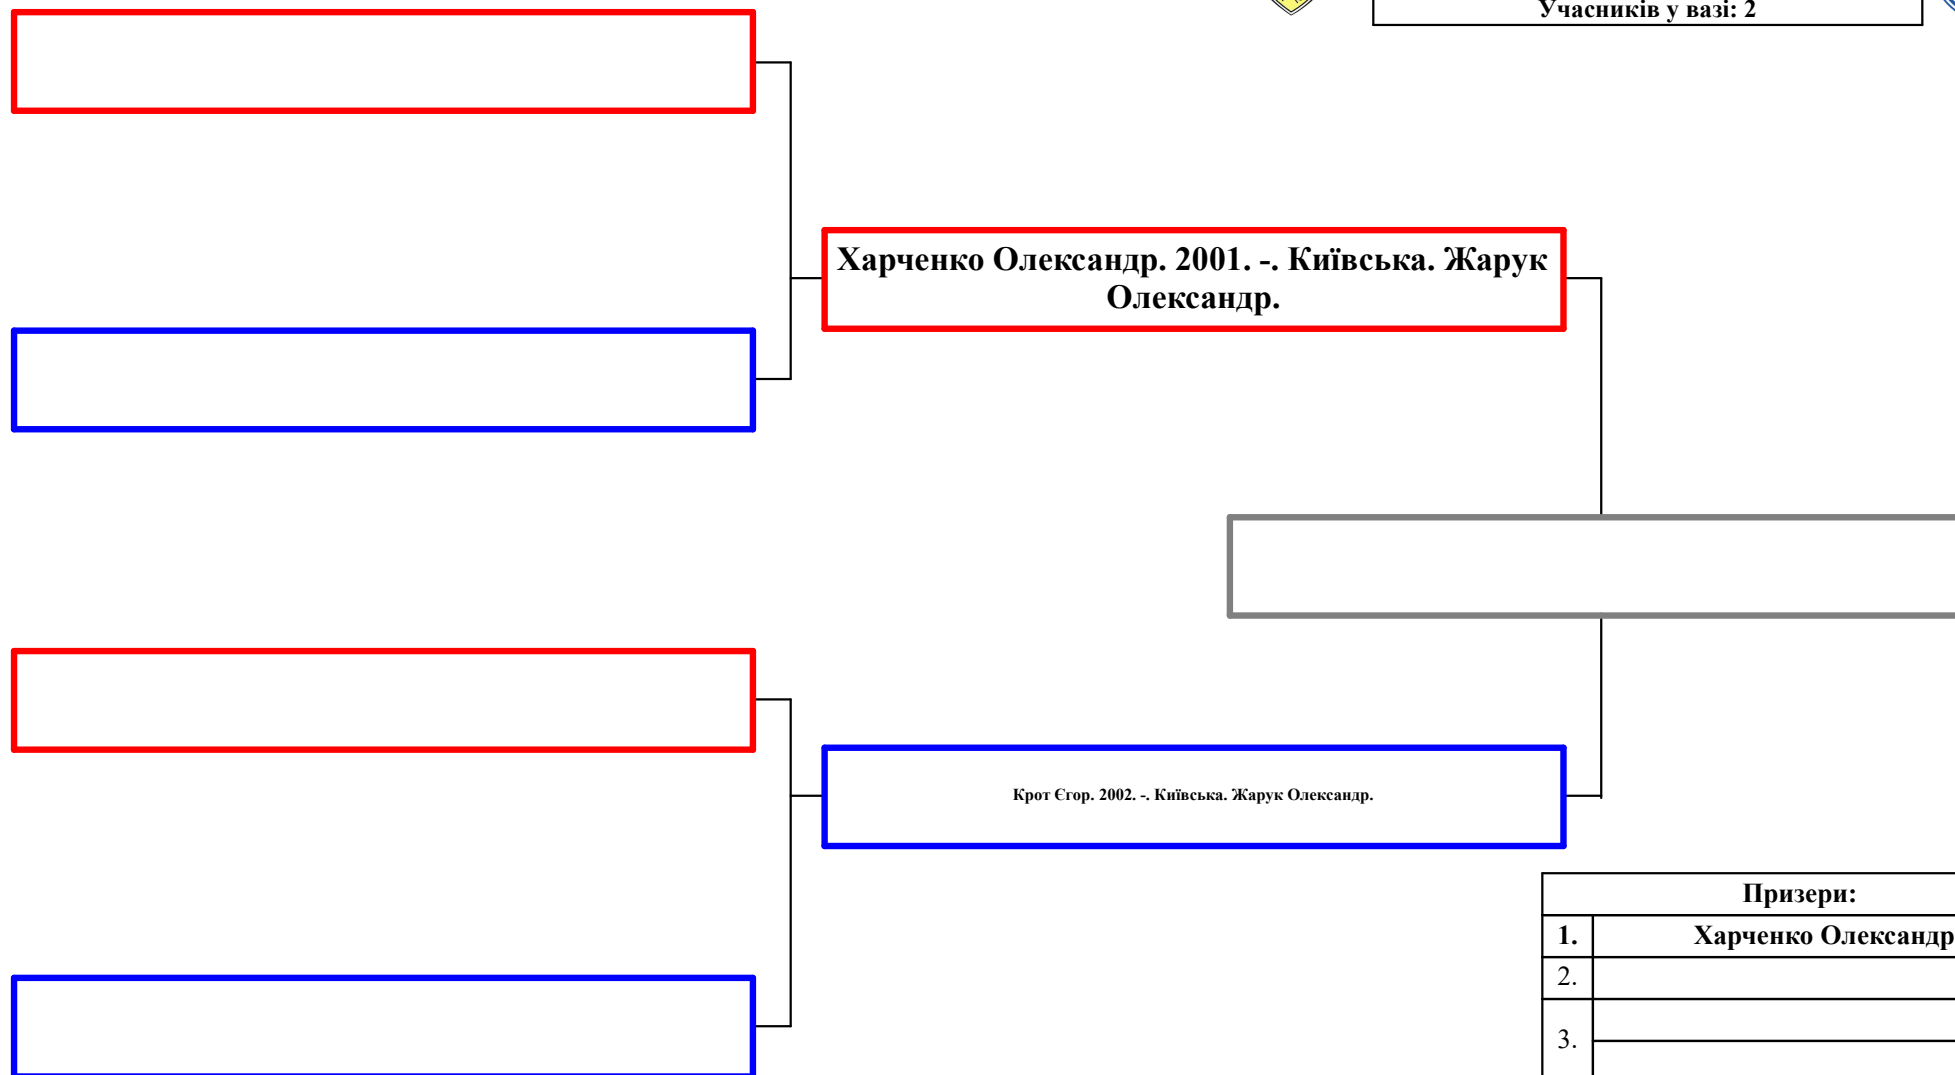 Учасників у вазі: 2
Харченко Олександр. 2001. -. Київська. Жарук
Олександр.
Крот Єгор. 2002. -. Київська. Жарук Олександр.
Призери:
1. Харченко Олександр
2.
3.